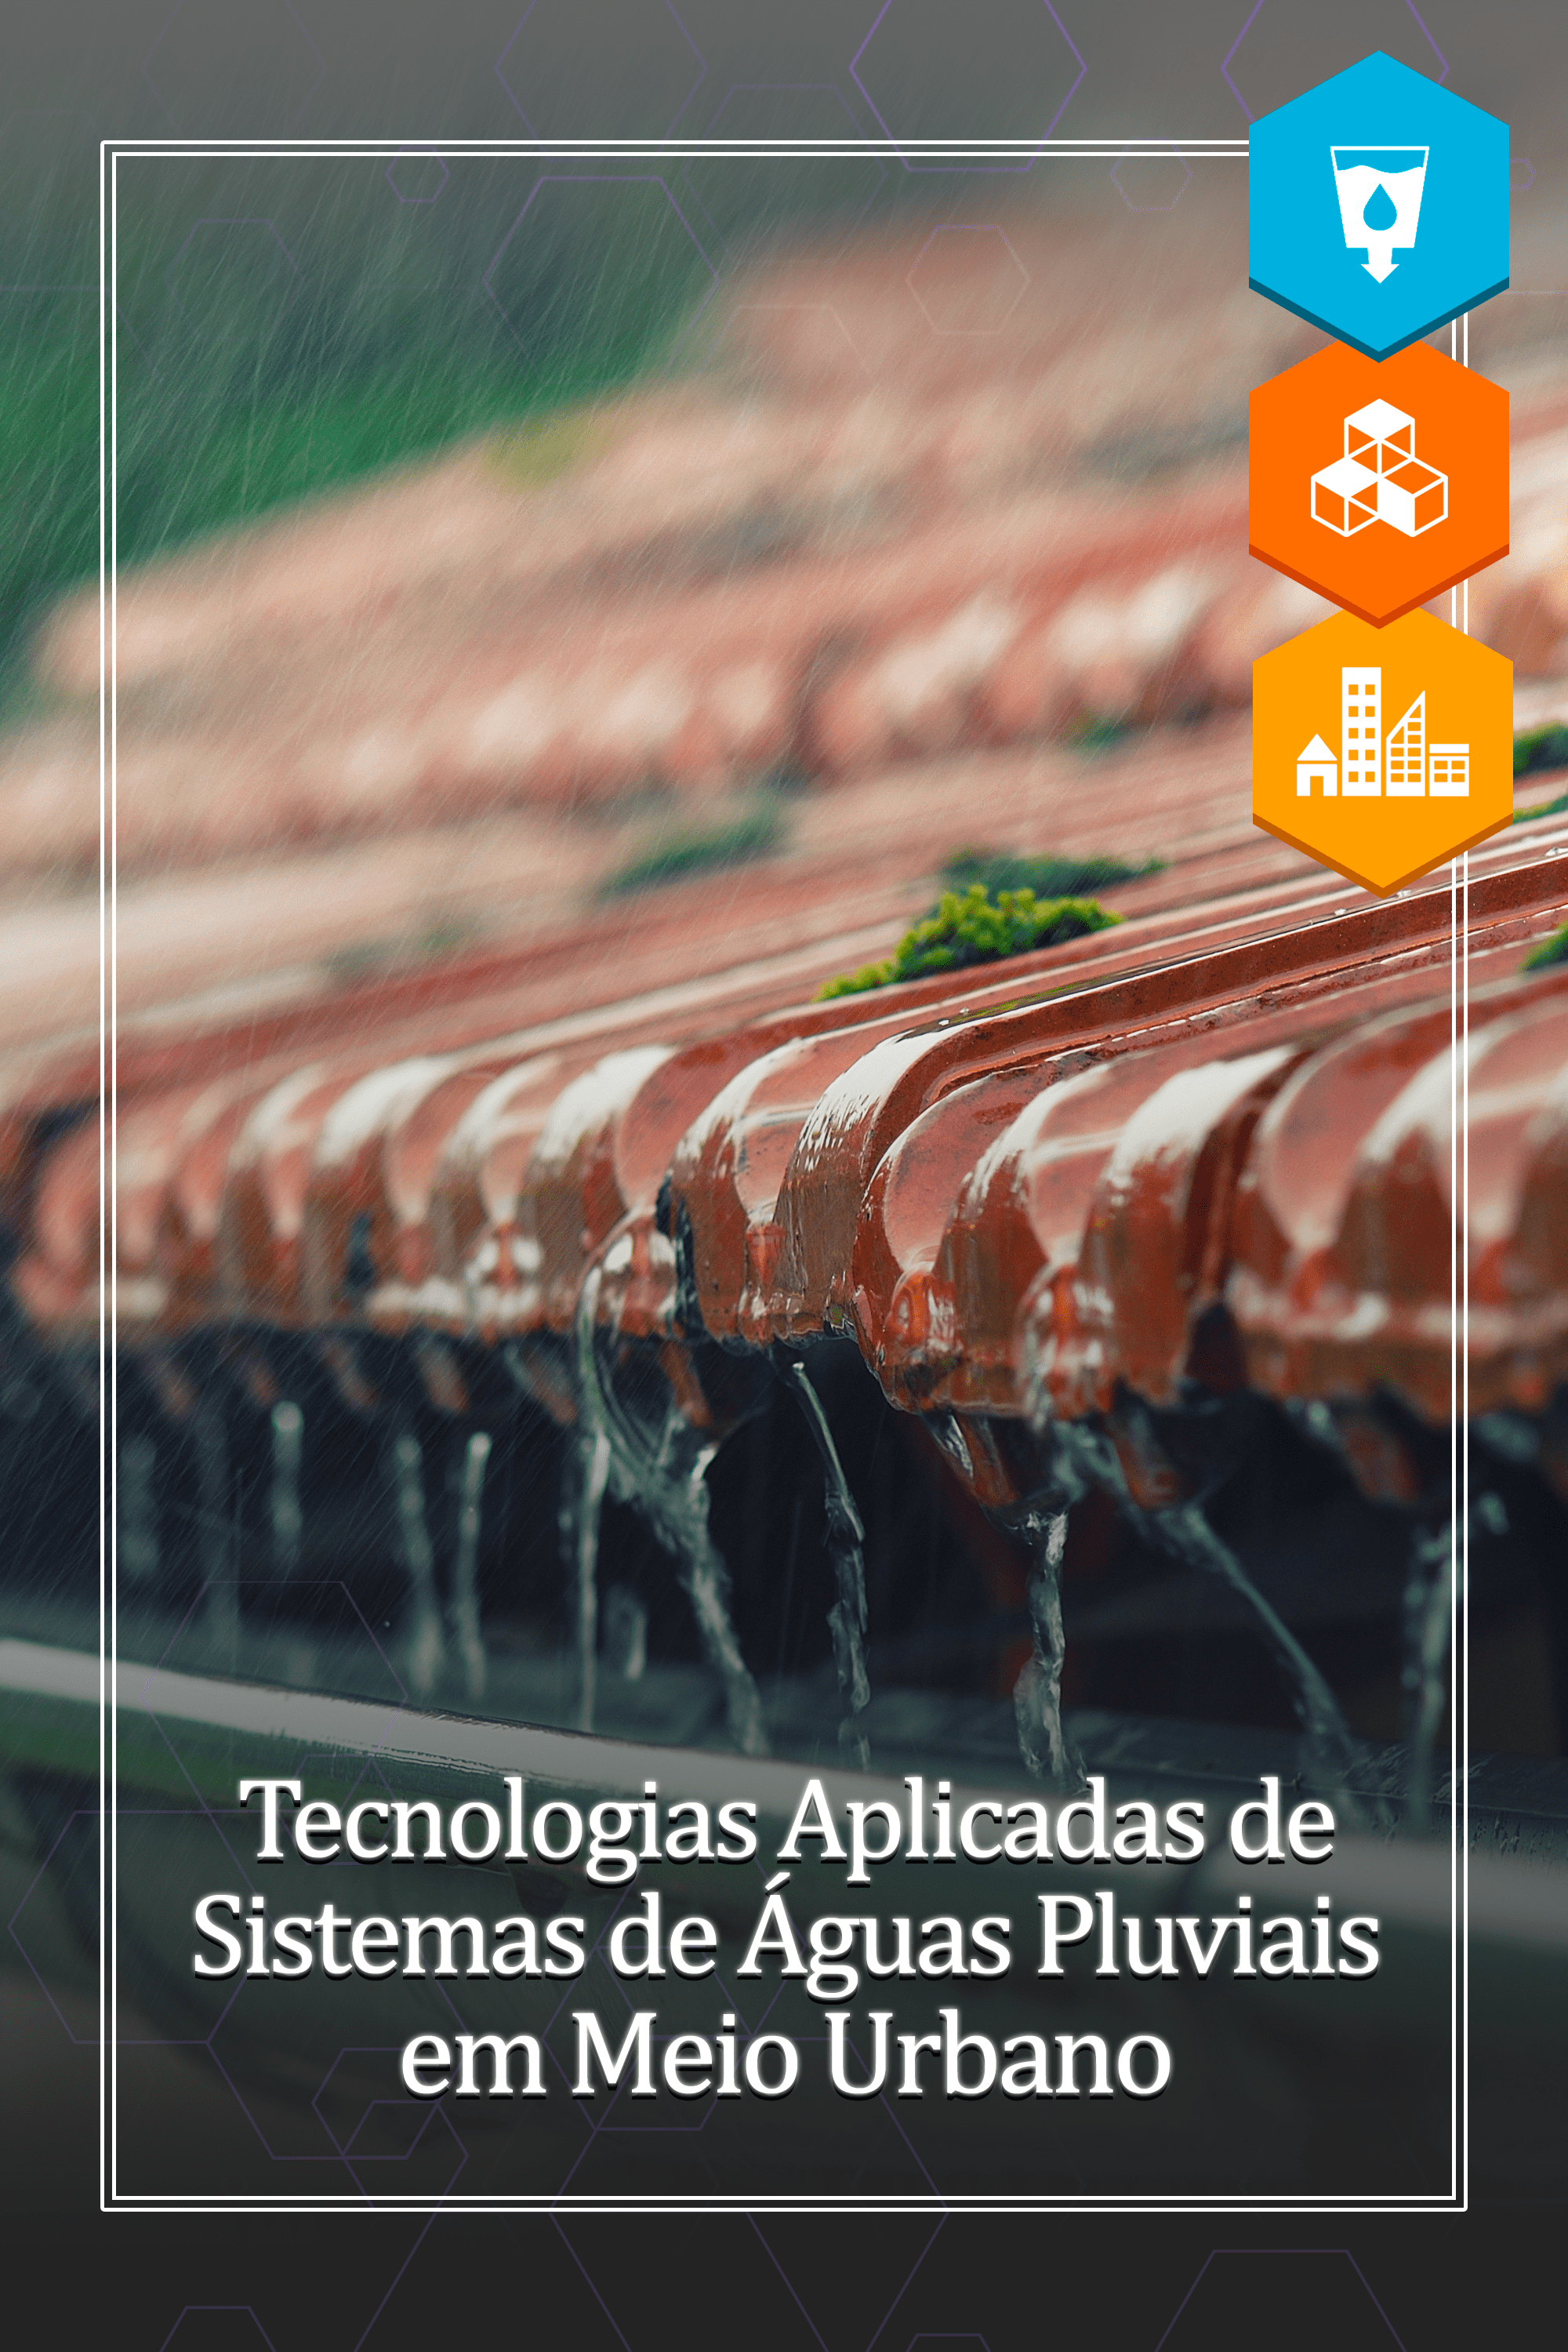 Tecnologias Aplicadas de
Sistemas de Águas Pluviais
em Meio Urbano